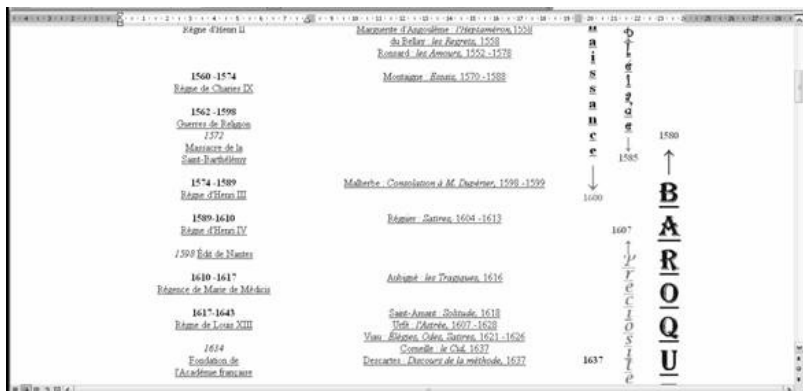 Règne d'Henri II
Marguerite d'Angoulême : l'Heptaméron, 1558
du Bellay : les Regrets, 1558
Ronsard : les Amours, 1552 -1578
1560 -1574
Règne de Charles IX
Montaigne : Essais, 1570 -1588
1562 -1598
Guerres de Religion
1572
Massacre de la
Saint-Barthélémy
1574 -1589
Règne d'Henri III
Malherbe : Consolation à M. Dupérier, 1598 -1599
1589-1610
Règne d'Henri IV
Régnier : Satires, 1604 -1613
1598 Édit de Nantes
1610 -1617
Régence de Marie de Médicis
Aubigné : les Tragiques, 1616
1617-1643
Règne de Louis XIII
Saint-Amant : Solitude, 1618
Urfé : l'Astrée, 1607 -1628
Viau : Élégies, Odes, Satires, 1621 -1626
Corneille : le Cid, 1637
Descartes : Discours de la méthode, 1637
1634
Fondation de
l'Académie française
naissance
1600
Pléiade
1585
1607
Préciosité
1637
1580
BAROQU